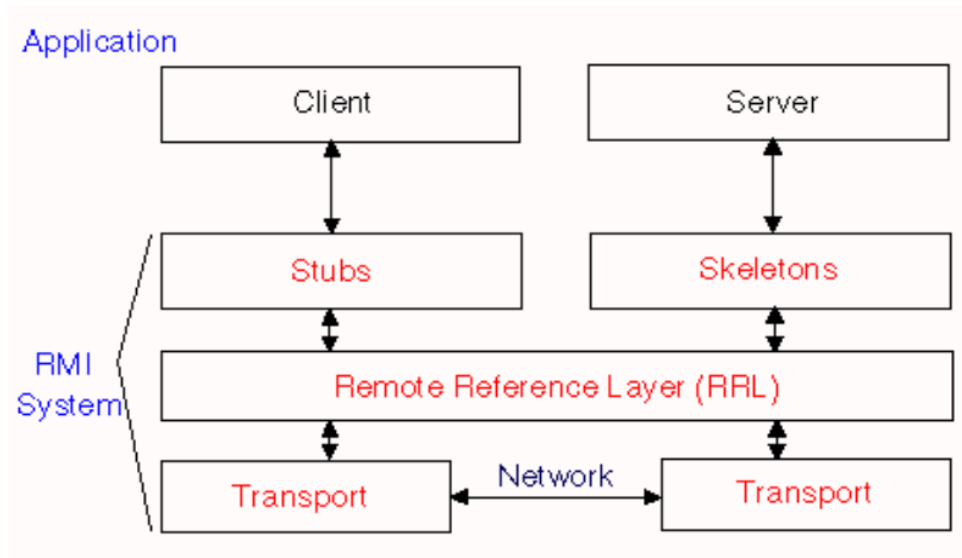 Application
Client
Server
Stubs
Skeletons
RMI
System
Remote Reference Layer (RRL)
Network
Transport
Transport